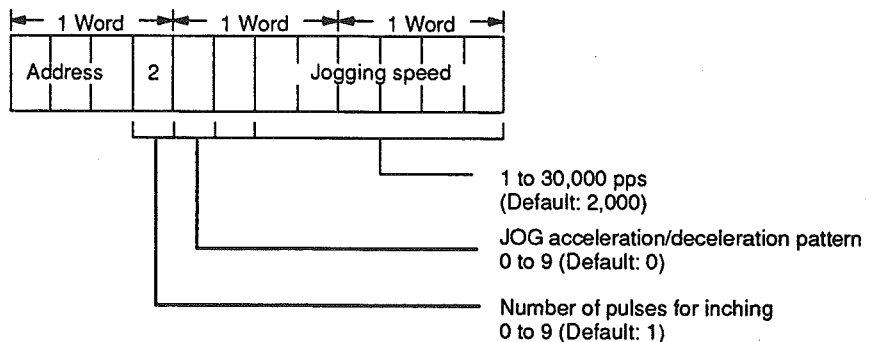 1 Word 1 Word 1 Word
Address 2 Jogging speed
1 to 30,000 pps
(Default: 2,000)
JOG acceleration/deceleration pattern
0 to 9 (Default: 0)
Number of pulses for inching
0 to 9 (Default: 1)